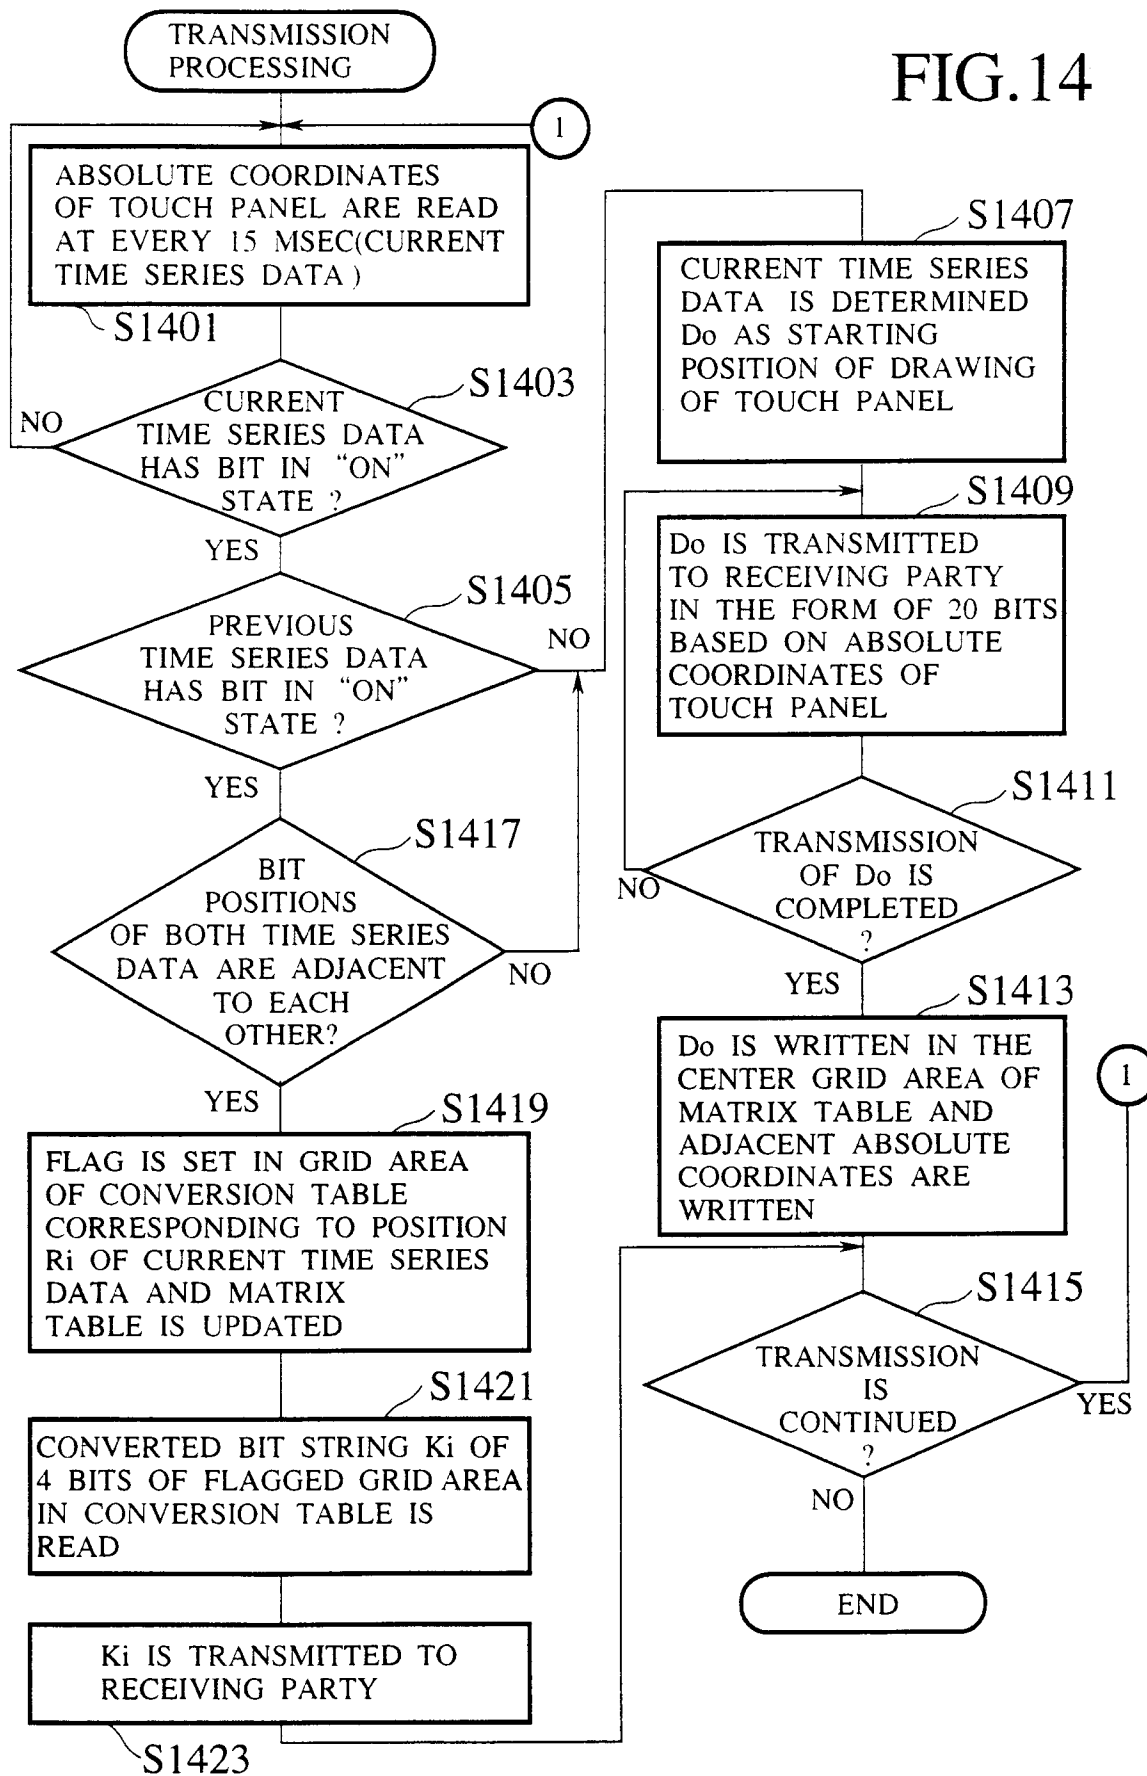 TRANSMISSION
PROCESSING
FIG.14
1
ABSOLUTE COORDINATES
OF TOUCH PANEL ARE READ
AT EVERY 15 MSEC(CURRENT
TIME SERIES DATA)
S1401
S1403
CURRENT
TIME SERIES DATA
HAS BIT IN “ON”
STATE ?
NO
YES
S1405
PREVIOUS
TIME SERIES DATA
HAS BIT IN “ON”
STATE ?
NO
YES
S1417
BIT
POSITIONS
OF BOTH TIME SERIES
DATA ARE ADJACENT
TO EACH
OTHER?
NO
YES
S1419
FLAG IS SET IN GRID AREA
OF CONVERSION TABLE
CORRESPONDING TO POSITION
Ri OF CURRENT TIME SERIES
DATA AND MATRIX
TABLE IS UPDATED
S1421
CONVERTED BIT STRING Ki OF
4 BITS OF FLAGGED GRID AREA
IN CONVERSION TABLE IS
READ
Ki IS TRANSMITTED TO
RECEIVING PARTY
S1423
S1407
CURRENT TIME SERIES
DATA IS DETERMINED
Do AS STARTING
POSITION OF DRAWING
OF TOUCH PANEL
S1409
Do IS TRANSMITTED
TO RECEIVING PARTY
IN THE FORM OF 20 BITS
BASED ON ABSOLUTE
COORDINATES OF
TOUCH PANEL
S1411
TRANSMISSION
OF Do IS
COMPLETED
?
NO
YES
S1413
Do IS WRITTEN IN THE
CENTER GRID AREA OF
MATRIX TABLE AND
ADJACENT ABSOLUTE
COORDINATES ARE
WRITTEN
1
S1415
TRANSMISSION
IS
CONTINUED
?
YES
NO
END